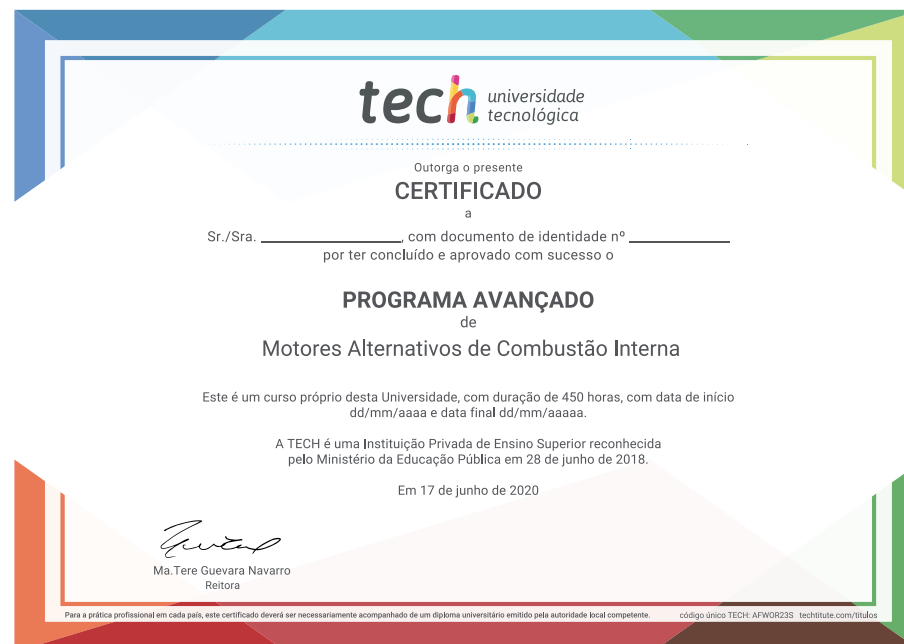 tech universidade
tecnológica
Outorga o presente
CERTIFICADO
a
Sr./Sra. ____________________, com documento de identidade nº ______________
por ter concluído e aprovado com sucesso o
PROGRAMA AVANÇADO
de
Motores Alternativos de Combustão Interna
Este é um curso próprio desta Universidade, com duração de 450 horas, com data de início
dd/mm/aaaa e data final dd/mm/aaaaa.
A TECH é uma Instituição Privada de Ensino Superior reconhecida
pelo Ministério da Educação Pública em 28 de junho de 2018.
Em 17 de junho de 2020
Ma.Tere Guevara Navarro
Reitora
Para a prática profissional em cada país, este certificado deverá ser necessariamente acompanhado de um diploma universitário emitido pela autoridade local competente. código único TECH: AFWOR23S techtitute.com/titulos